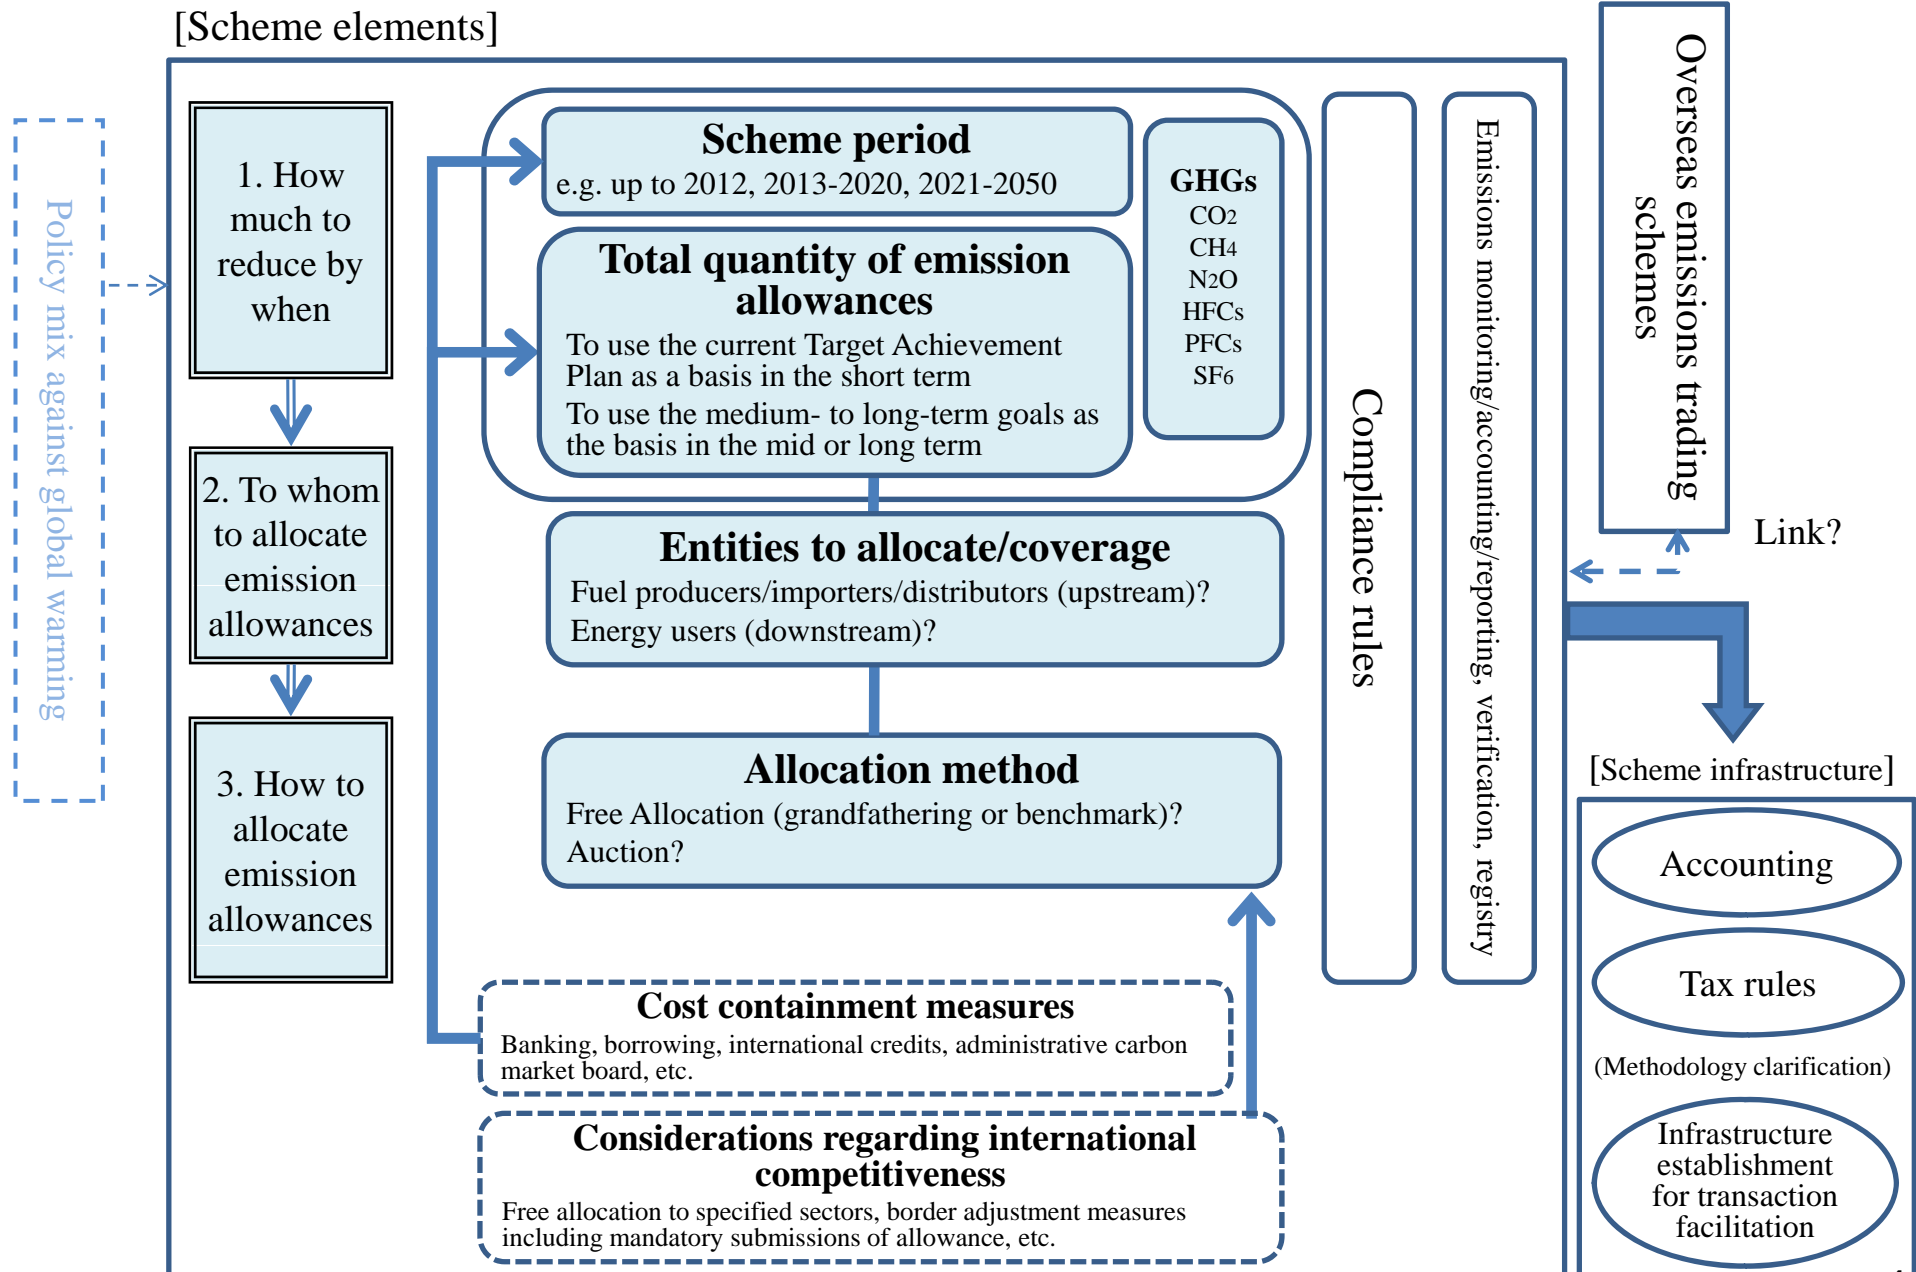 [Scheme elements]
Policy mix against global warming
1. How
much to
reduce by
when
2. To whom
to allocate
emission
allowances
3. How to
allocate
emission
allowances
Scheme period
e.g. up to 2012, 2013-2020, 2021-2050
Total quantity of emission
allowances
To use the current Target Achievement
Plan as a basis in the short term
To use the medium- to long-term goals as
the basis in the mid or long term
GHGs
CO2
CH4
N2O
HFCs
PFCs
SF6
Entities to allocate/coverage
Fuel producers/importers/distributors (upstream)?
Energy users (downstream)?
Allocation method
Free Allocation (grandfathering or benchmark)?
Auction?
Cost containment measures
Banking, borrowing, international credits, administrative carbon
market board, etc.
Considerations regarding international
competitiveness
Free allocation to specified sectors, border adjustment measures
including mandatory submissions of allowance, etc.
Compliance rules
Emissions monitoring/accounting/reporting, verification, registry
Overseas emissions trading
schemes
Link?
[Scheme infrastructure]
Accounting
Tax rules
(Methodology clarification)
Infrastructure
establishment
for transaction
facilitation